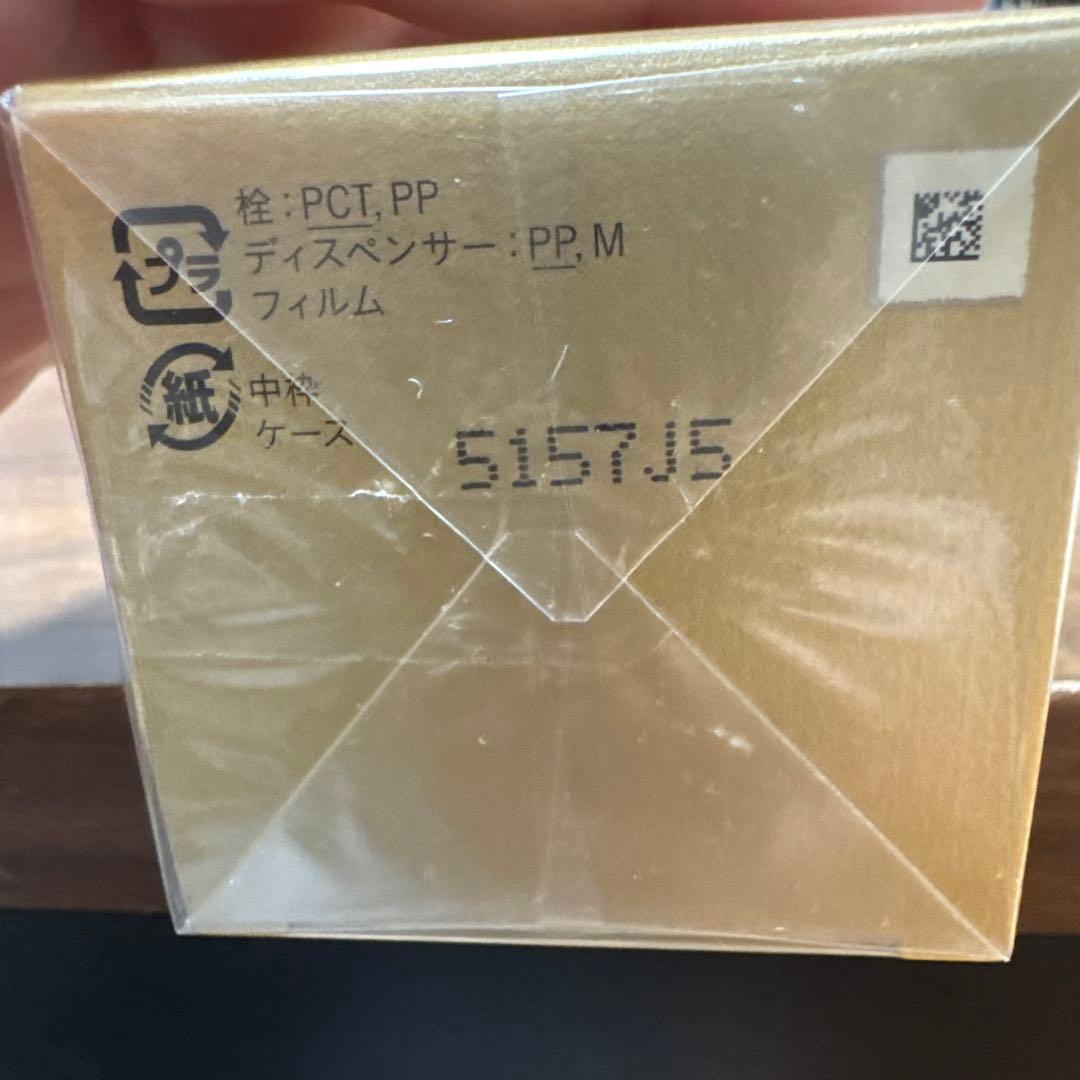 栓：PCT, PP
ディスペンサー：PP, M
フィルム
プラ
紙
中枠
ケース
5157J5